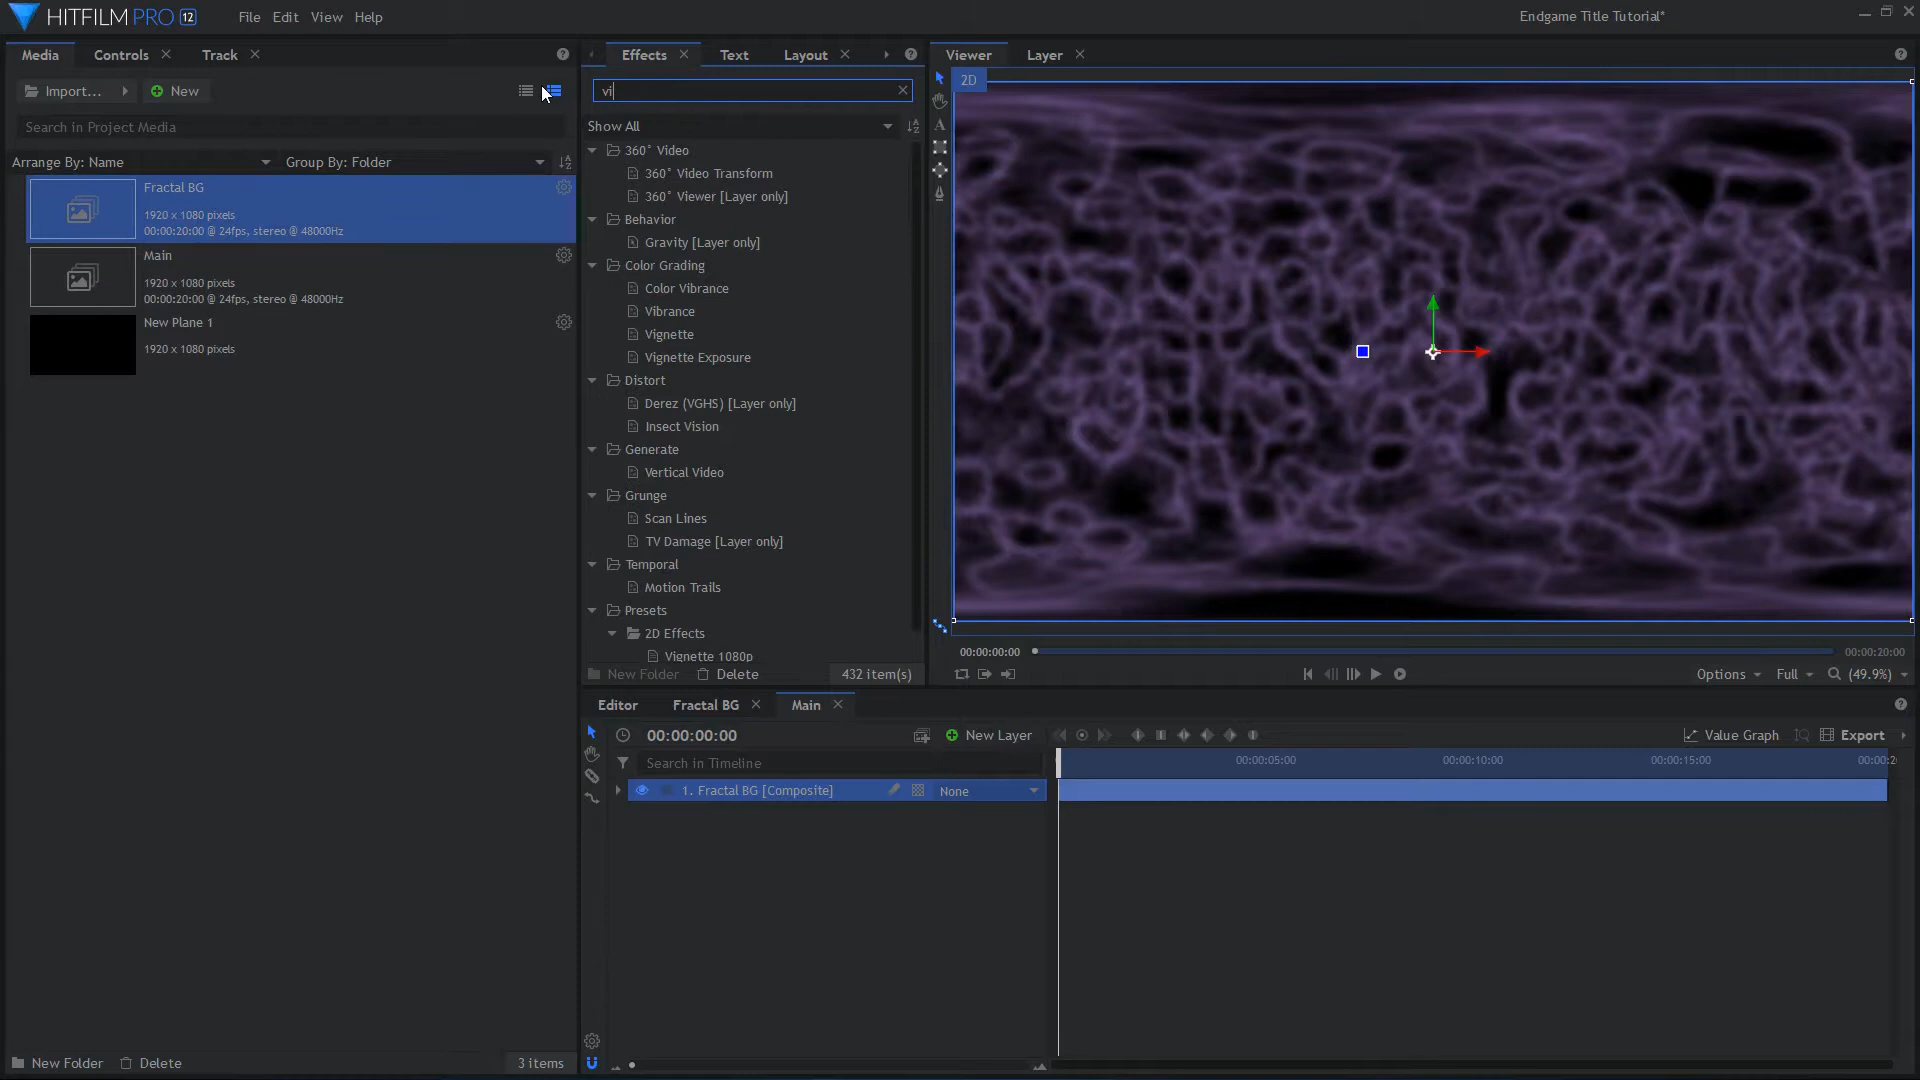 HITFILM PRO 12 File Edit View Help Endgame Title Tutorial*
Media Controls Track Effects Text Layout Viewer Layer
Import... New vi 2D
Search in Project Media Show All
Arrange By: Name Group By: Folder
Fractal BG
1920 x 1080 pixels
00:00:20:00 @ 24fps, stereo @ 48000Hz
Main
1920 x 1080 pixels
00:00:20:00 @ 24fps, stereo @ 48000Hz
New Plane 1
1920 x 1080 pixels
360° Video
360° Video Transform
360° Viewer [Layer only]
Behavior
Gravity [Layer only]
Color Grading
Color Vibrance
Vibrance
Vignette
Vignette Exposure
Distort
Derez (VGHS) [Layer only]
Insect Vision
Generate
Vertical Video
Grunge
Scan Lines
TV Damage [Layer only]
Temporal
Motion Trails
Presets
2D Effects
Vignette 1080p
New Folder Delete 432 item(s)
00:00:00:00 00:00:20:00
Options Full (49.9%)
Editor Fractal BG Main
00:00:00:00 New Layer Value Graph Export
Search in Timeline 00:00:05:00 00:00:10:00 00:00:15:00 00:00:2
1. Fractal BG [Composite] None
New Folder Delete 3 items